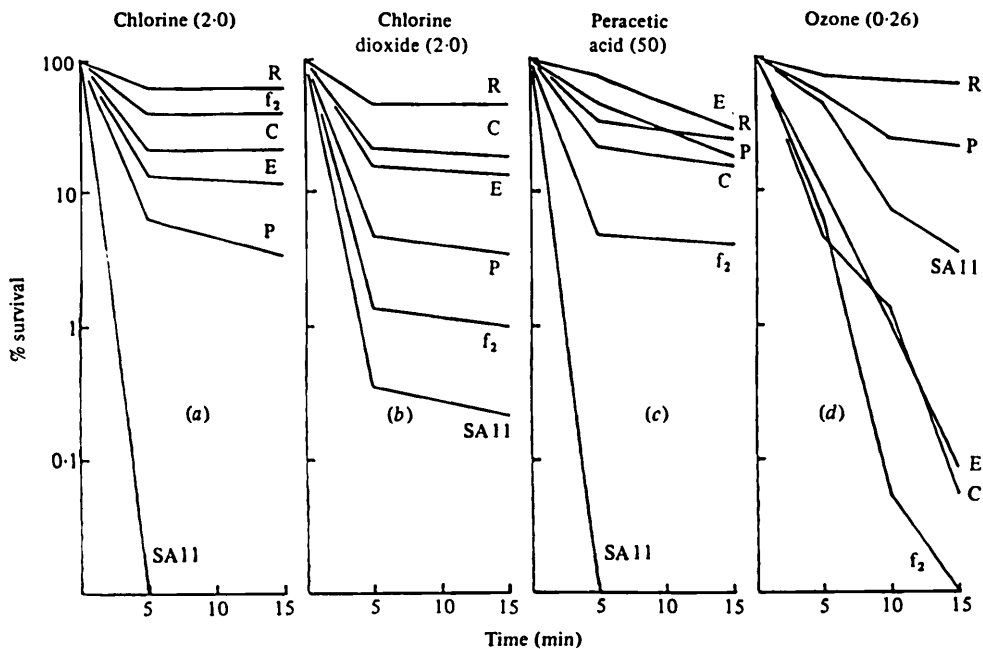 Chlorine (2·0)
Chlorine
dioxide (2·0)
Peracetic
acid (50)
Ozone (0·26)
% survival
100
10
1
0·1
R
f₂
C
E
P
SA11
(a)
5
10
15
R
C
E
P
f₂
SA11
(b)
5
10
15
E
R
P
C
f₂
SA11
(c)
5
10
15
R
P
SA11
E
C
f₂
(d)
5
10
15
Time (min)